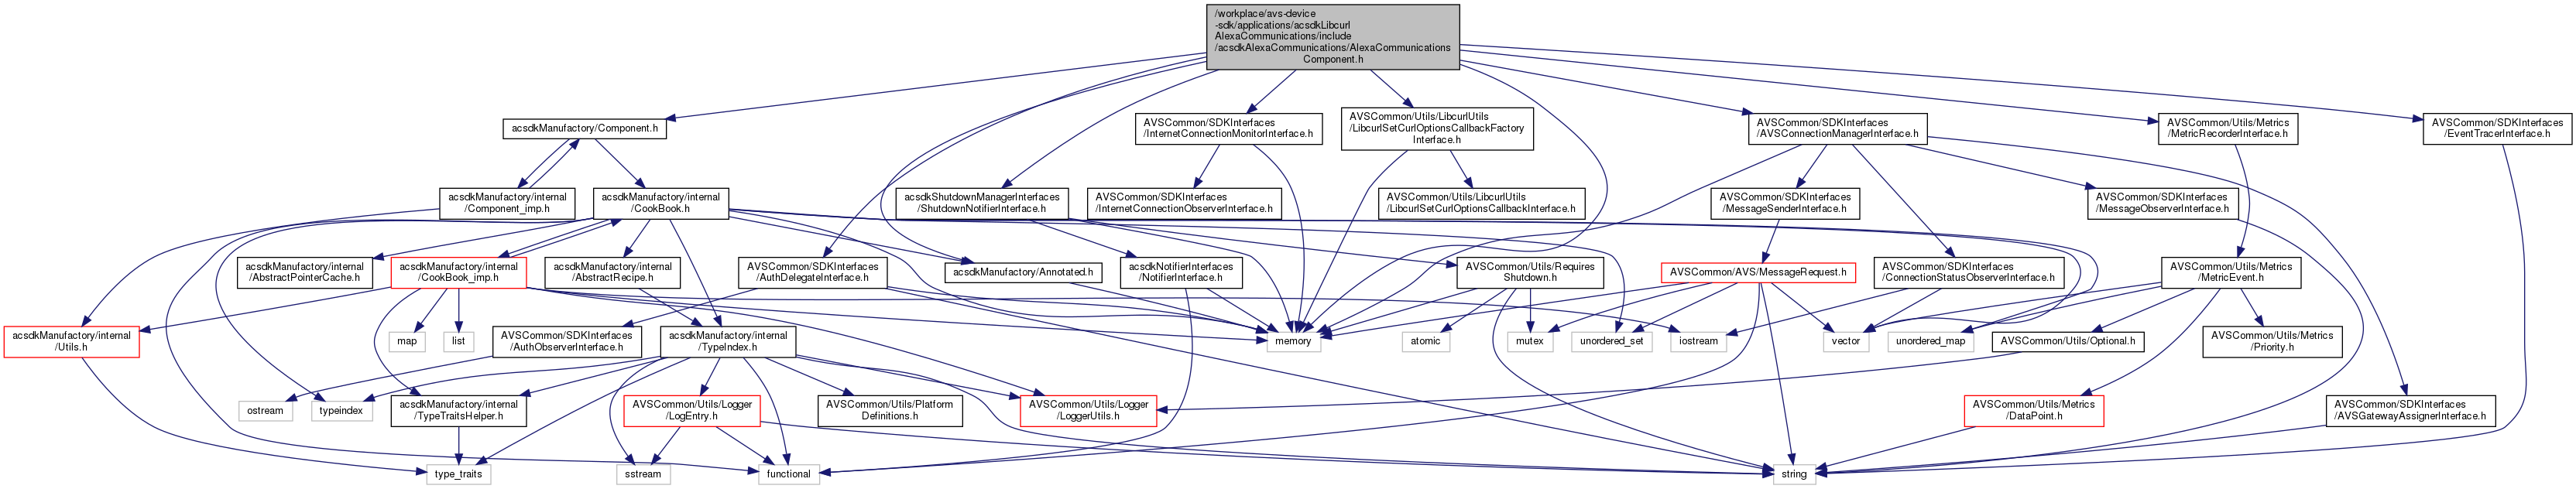 /workplace/avs-device
-sdk/applications/acsdkLibcurl
AlexaCommunications/include
/acsdkAlexaCommunications/AlexaCommunications
Component.h
acsdkManufactory/Component.h
AVSCommon/SDKInterfaces
/InternetConnectionMonitorInterface.h
AVSCommon/Utils/LibcurlUtils
/LibcurlSetCurlOptionsCallbackFactory
Interface.h
AVSCommon/SDKInterfaces
/AVSConnectionManagerInterface.h
AVSCommon/Utils/Metrics
/MetricRecorderInterface.h
AVSCommon/SDKInterfaces
/EventTracerInterface.h
acsdkManufactory/internal
/Component_imp.h
acsdkManufactory/internal
/CookBook.h
acsdkShutdownManagerInterfaces
/ShutdownNotifierInterface.h
AVSCommon/SDKInterfaces
/InternetConnectionObserverInterface.h
AVSCommon/Utils/LibcurlUtils
/LibcurlSetCurlOptionsCallbackInterface.h
AVSCommon/SDKInterfaces
/MessageSenderInterface.h
AVSCommon/SDKInterfaces
/MessageObserverInterface.h
acsdkManufactory/internal
/AbstractPointerCache.h
acsdkManufactory/internal
/CookBook_imp.h
acsdkManufactory/internal
/AbstractRecipe.h
AVSCommon/SDKInterfaces
/AuthDelegateInterface.h
acsdkManufactory/Annotated.h
acsdkNotifierInterfaces
/NotifierInterface.h
AVSCommon/Utils/Requires
Shutdown.h
AVSCommon/AVS/MessageRequest.h
AVSCommon/SDKInterfaces
/ConnectionStatusObserverInterface.h
AVSCommon/Utils/Metrics
/MetricEvent.h
acsdkManufactory/internal
/Utils.h
map
list
AVSCommon/SDKInterfaces
/AuthObserverInterface.h
acsdkManufactory/internal
/TypeIndex.h
memory
atomic
mutex
unordered_set
iostream
vector
unordered_map
AVSCommon/Utils/Optional.h
AVSCommon/Utils/Metrics
/Priority.h
ostream
typeindex
acsdkManufactory/internal
/TypeTraitsHelper.h
AVSCommon/Utils/Logger
/LogEntry.h
AVSCommon/Utils/Platform
Definitions.h
AVSCommon/Utils/Logger
/LoggerUtils.h
AVSCommon/Utils/Metrics
/DataPoint.h
AVSCommon/SDKInterfaces
/AVSGatewayAssignerInterface.h
type_traits
sstream
functional
string